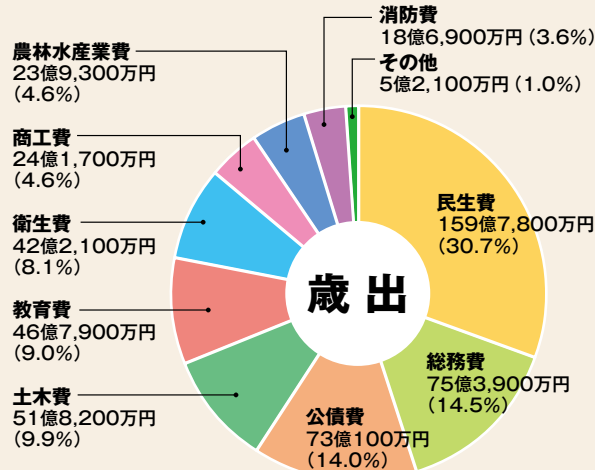 消防費
18億6,900万円(3.6%)
その他
5億2,100万円(1.0%)
農林水産業費
23億9,300万円
(4.6%)
商工費
24億1,700万円
(4.6%)
衛生費
42億2,100万円
(8.1%)
教育費
46億7,900万円
(9.0%)
土木費
51億8,200万円
(9.9%)
民生費
159億7,800万円
(30.7%)
総務費
75億3,900万円
(14.5%)
公債費
73億100万円
(14.0%)
歳出